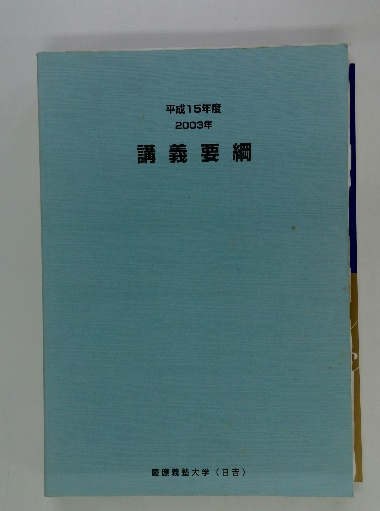 平成15年度
2003年
講義要綱
慶應義塾大学（日吉）